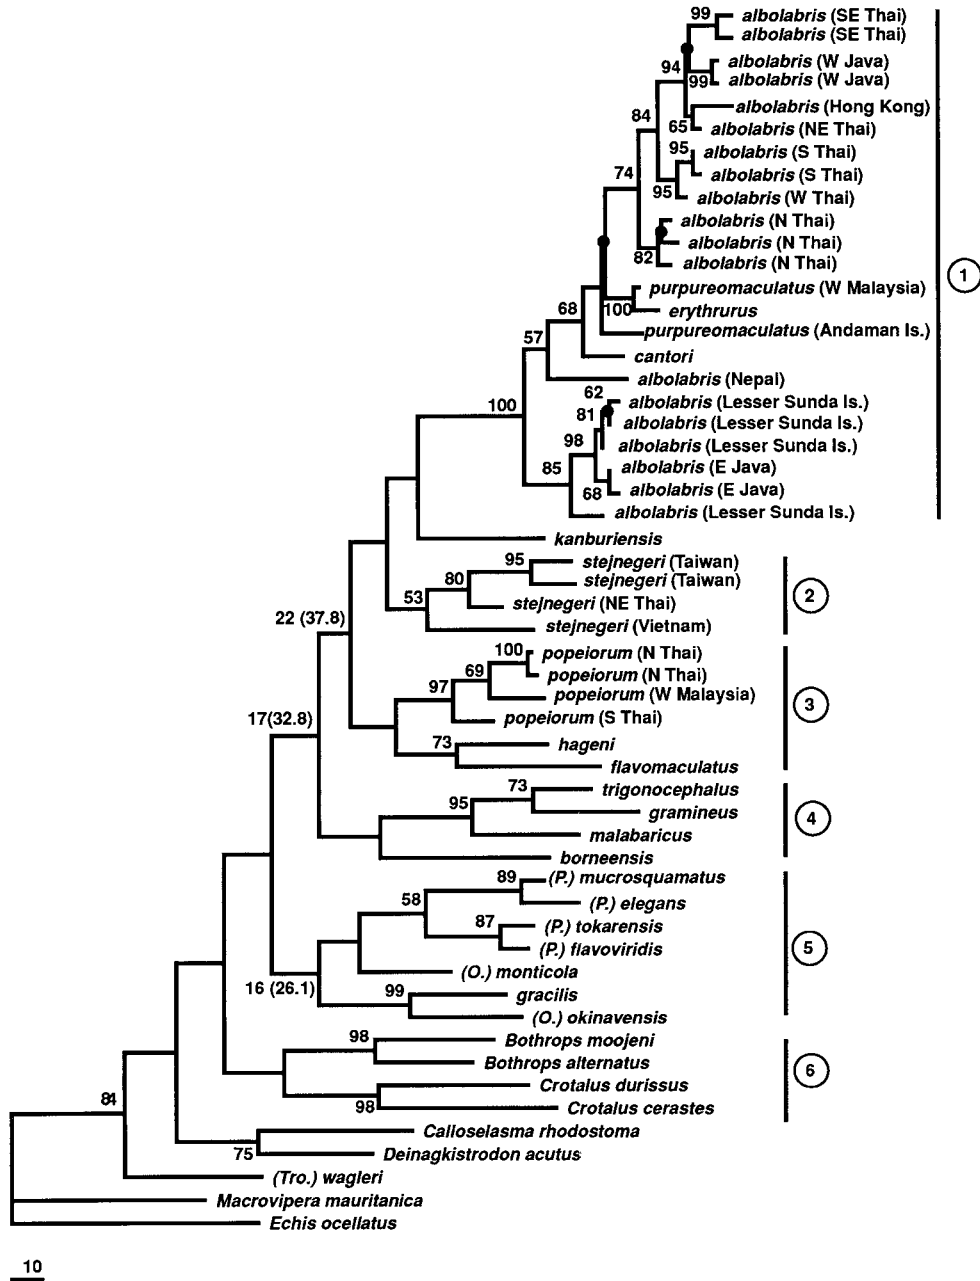 99
albolabris (SE Thai)
albolabris (SE Thai)
94
albolabris (W Java)
99
albolabris (W Java)
84
albolabris (Hong Kong)
65
albolabris (NE Thai)
95
albolabris (S Thai)
74
albolabris (S Thai)
95
albolabris (W Thai)
albolabris (N Thai)
albolabris (N Thai)
82
albolabris (N Thai)
1
purpureomaculatus (W Malaysia)
68
100
erythrurus
purpureomaculatus (Andaman Is.)
57
cantori
albolabris (Nepal)
62
albolabris (Lesser Sunda Is.)
100
81
albolabris (Lesser Sunda Is.)
98
albolabris (Lesser Sunda Is.)
85
albolabris (E Java)
68
albolabris (E Java)
albolabris (Lesser Sunda Is.)
kanburiensis
95
stejnegeri (Taiwan)
80
stejnegeri (Taiwan)
53
stejnegeri (NE Thai)
2
22 (37.8)
stejnegeri (Vietnam)
100
popeiorum (N Thai)
69
popeiorum (N Thai)
97
popeiorum (W Malaysia)
3
17(32.8)
popeiorum (S Thai)
73
hageni
flavomaculatus
73
trigonocephalus
95
gramineus
4
malabaricus
borneensis
89
(P.) mucrosquamatus
58
(P.) elegans
87
(P.) tokarensis
(P.) flavoviridis
5
(O.) monticola
16 (26.1)
99
gracilis
(O.) okinavensis
98
Bothrops moojeni
Bothrops alternatus
6
Crotalus durissus
84
98
Crotalus cerastes
Calloselasma rhodostoma
75
Deinagkistrodon acutus
(Tro.) wagleri
Macrovipera mauritanica
Echis ocellatus
10